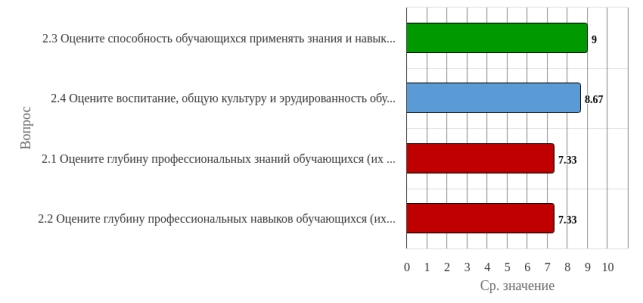 2.3 Оцените способность обучающихся применять знания и навык...
9
2.4 Оцените воспитание, общую культуру и эрудированность обу...
8.67
Вопрос
2.1 Оцените глубину профессиональных знаний обучающихся (их ...
7.33
2.2 Оцените глубину профессиональных навыков обучающихся (их...
7.33
0 1 2 3 4 5 6 7 8 9 10
Ср. значение